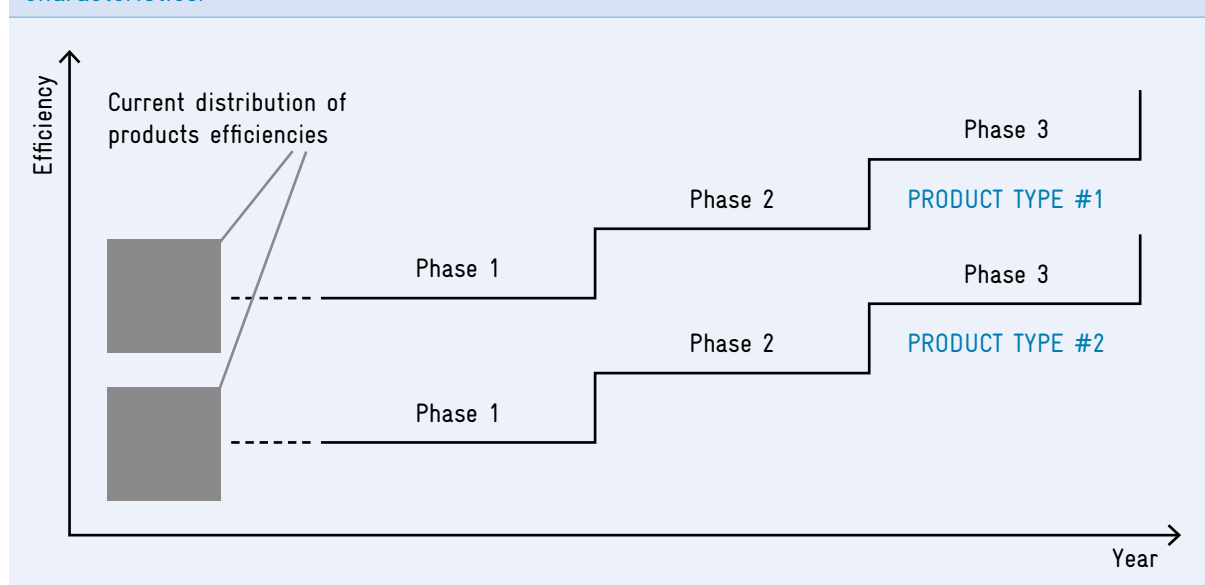 Efficiency
Current distribution of
products efficiencies
Phase 3
PRODUCT TYPE #1
Phase 2
Phase 1
Phase 3
PRODUCT TYPE #2
Phase 2
Phase 1
Year